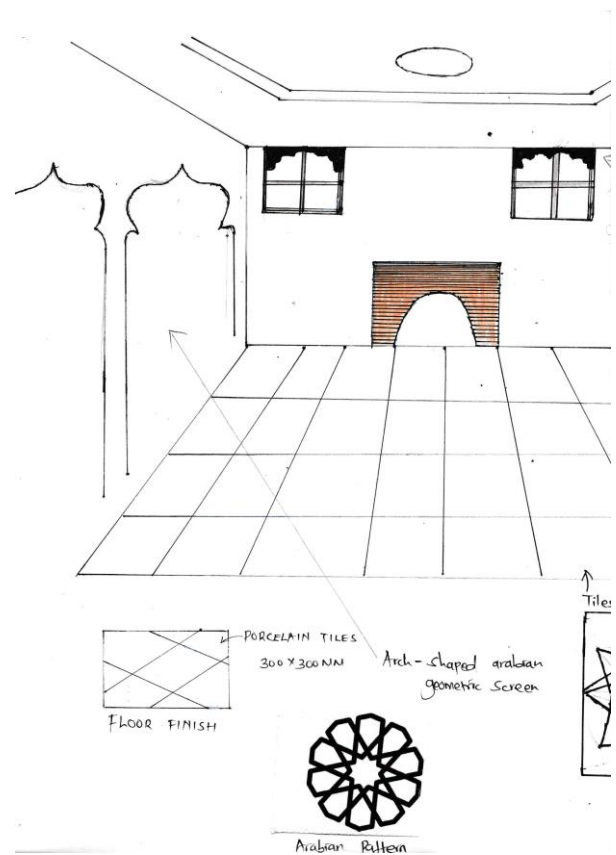 Tiles
PORCELAIN TILES
300 X 300 NN
Arch-shaped arabian
geometric screen
FLOOR FINISH
Arabian Pattern